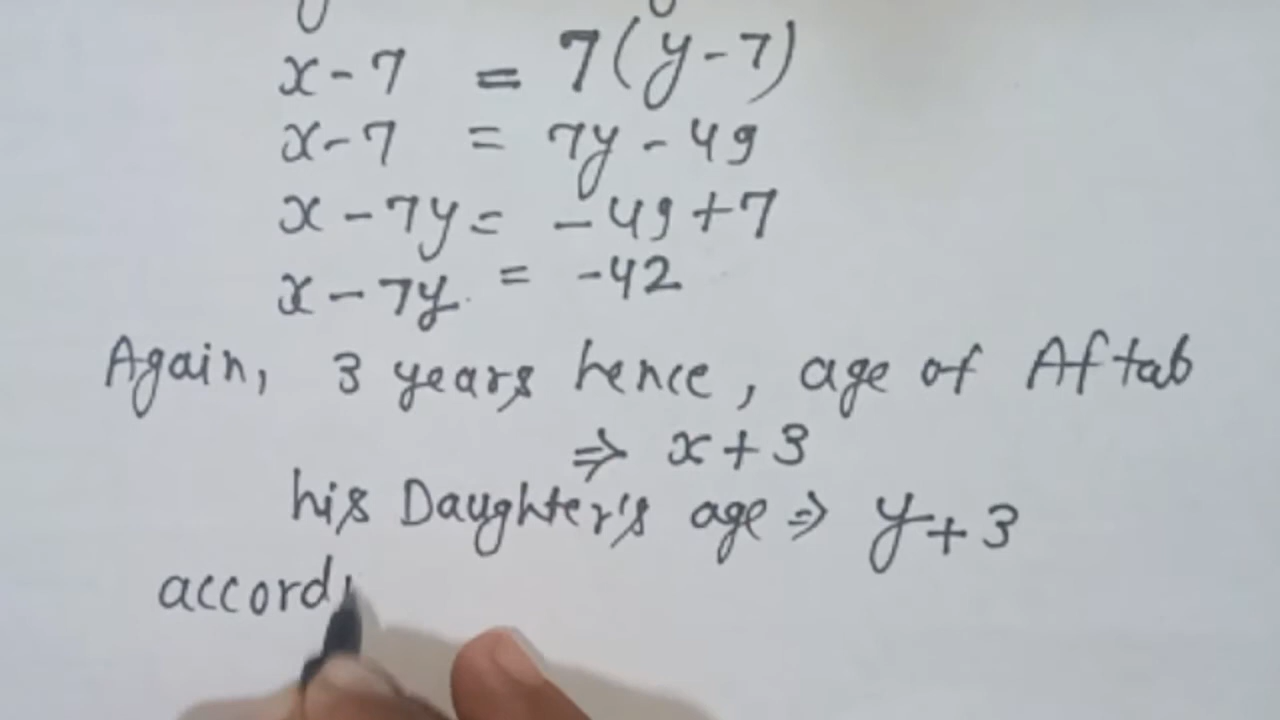 x - 7 = 7(y - 7)
x - 7 = 7y - 49
x - 7y = -49 + 7
x - 7y = -42
Again, 3 years hence, age of Aftab
⇒ x + 3
his Daughter's age ⇒ y + 3
accord